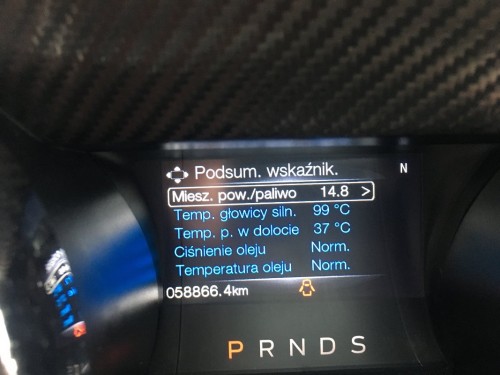 Podsum. wskaźnik. N
Miesz. pow./paliwo 14.8 >
Temp. głowicy siln. 99 °C
Temp. p. w dolocie 37 °C
Ciśnienie oleju Norm.
Temperatura oleju Norm.
058866.4km
P R N D S